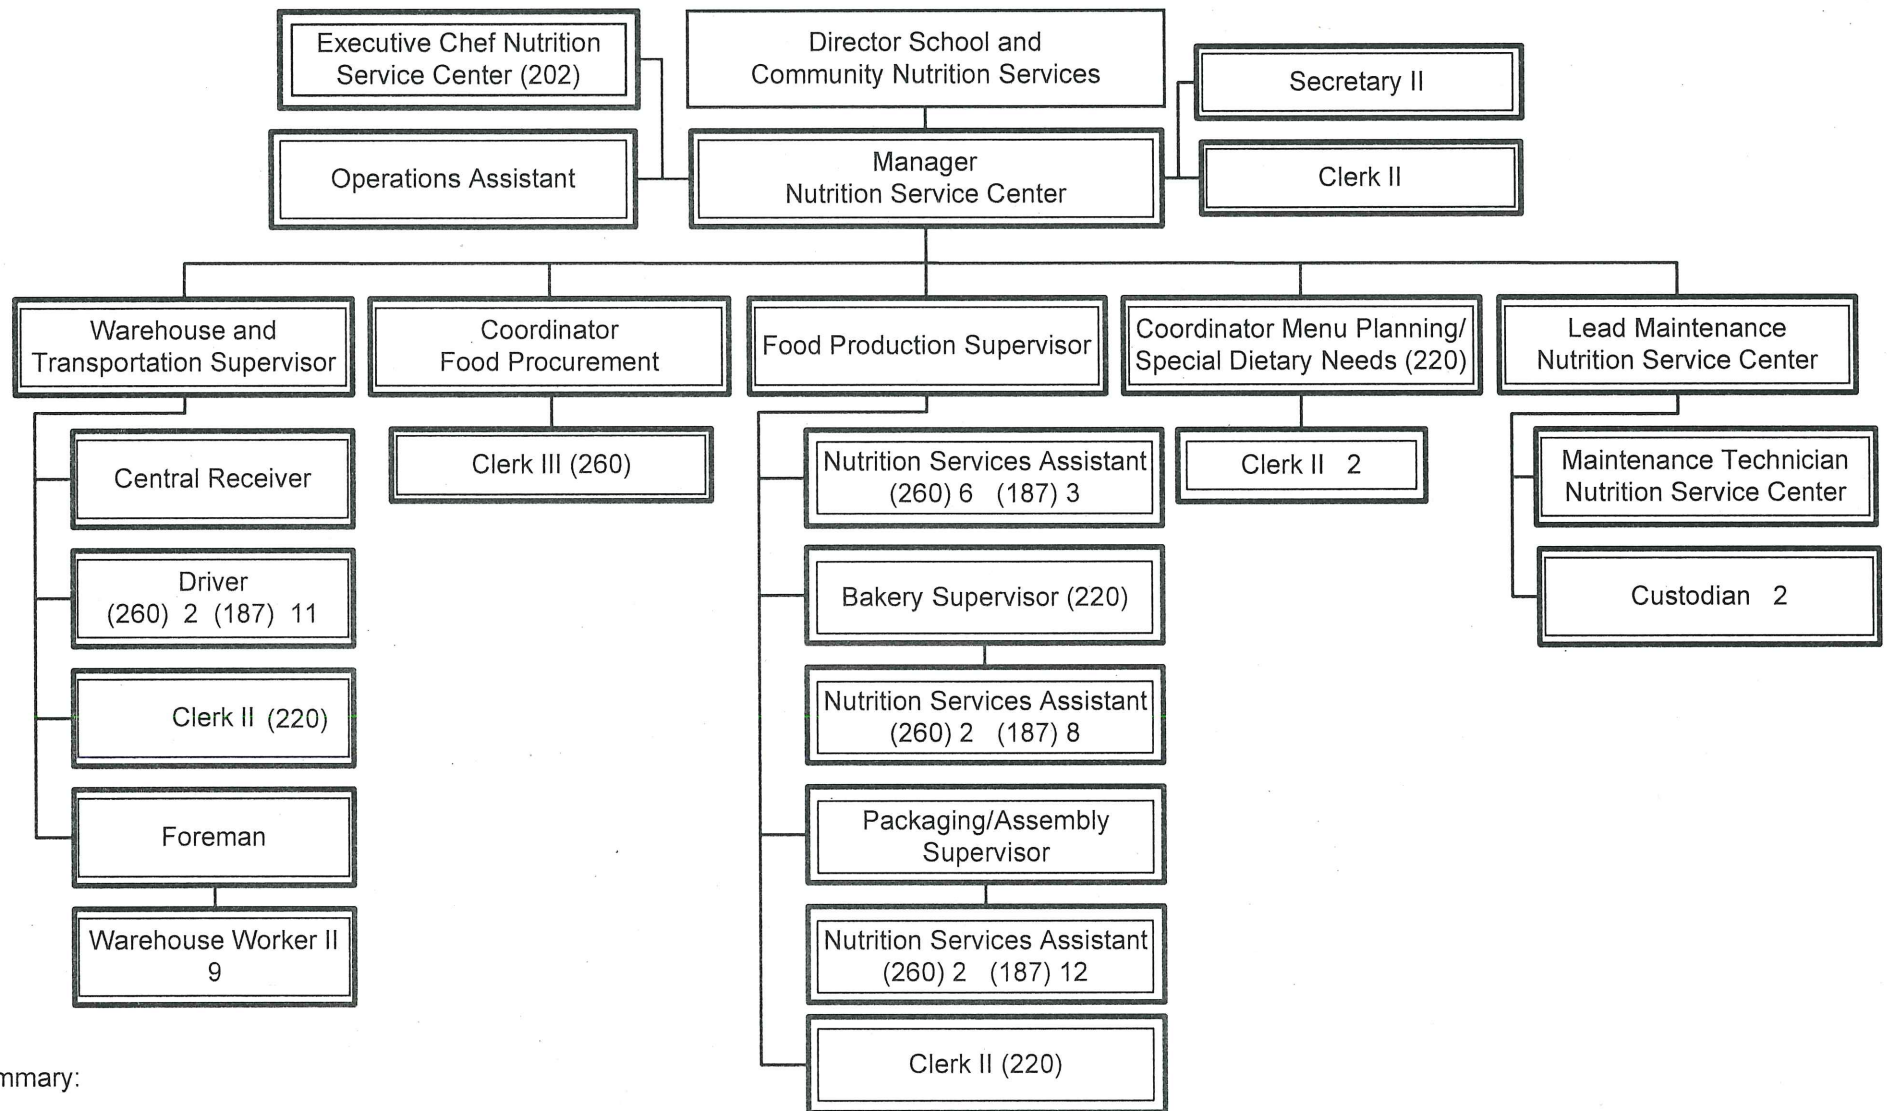 Executive Chef Nutrition
Service Center (202)
Director School and
Community Nutrition Services
Secretary II
Operations Assistant
Manager
Nutrition Service Center
Clerk II
Warehouse and
Transportation Supervisor
Coordinator
Food Procurement
Food Production Supervisor
Coordinator Menu Planning/
Special Dietary Needs (220)
Lead Maintenance
Nutrition Service Center
Central Receiver
Driver
(260) 2 (187) 11
Clerk II (220)
Foreman
Warehouse Worker II
9
Clerk III (260)
Nutrition Services Assistant
(260) 6 (187) 3
Bakery Supervisor (220)
Nutrition Services Assistant
(260) 2 (187) 8
Packaging/Assembly
Supervisor
Nutrition Services Assistant
(260) 2 (187) 12
Clerk II (220)
Clerk II 2
Maintenance Technician
Nutrition Service Center
Custodian 2
mmary: